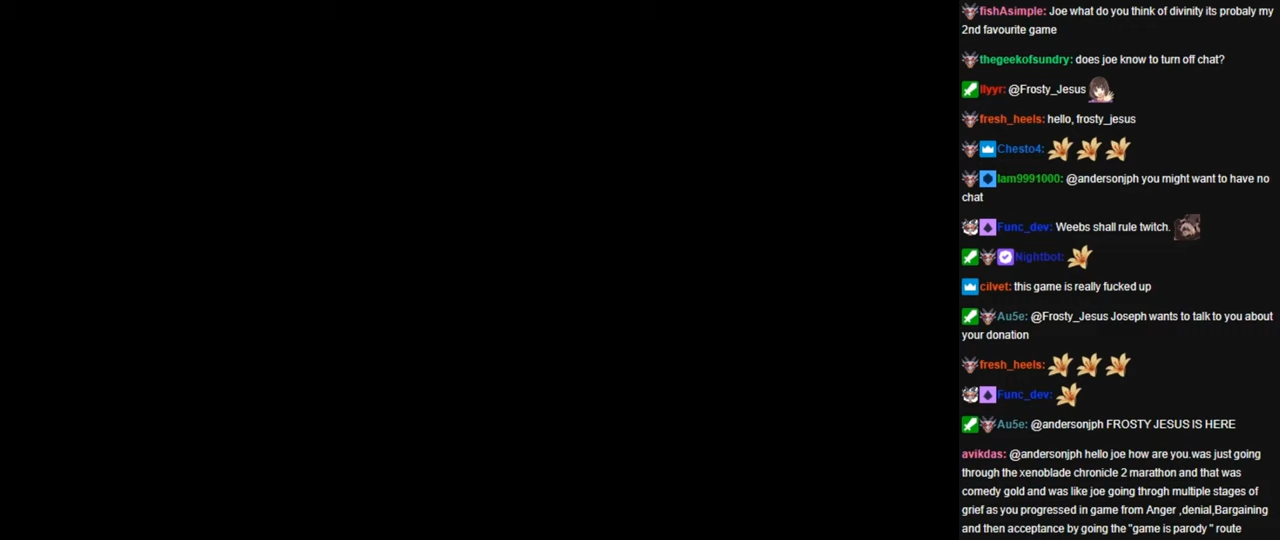 fishAsimple: Joe what do you think of divinity its probaly my
2nd favourite game
thegeekofsundry: does joe know to turn off chat?
llyyr: @Frosty_Jesus
fresh_heels: hello, frosty_jesus
Chesto4:
lam9991000: @andersonjph you might want to have no
chat
Func_dev: Weebs shall rule twitch.
Nightbot:
cilvet: this game is really fucked up
Au5e: @Frosty_Jesus Joseph wants to talk to you about
your donation
fresh_heels:
Func_dev:
Au5e: @andersonjph FROSTY JESUS IS HERE
avikdas: @andersonjph hello joe how are you.was just going
through the xenoblade chronicle 2 marathon and that was
comedy gold and was like joe going throgh multiple stages of
grief as you progressed in game from Anger ,denial,Bargaining
and then acceptance by going the "game is parody " route